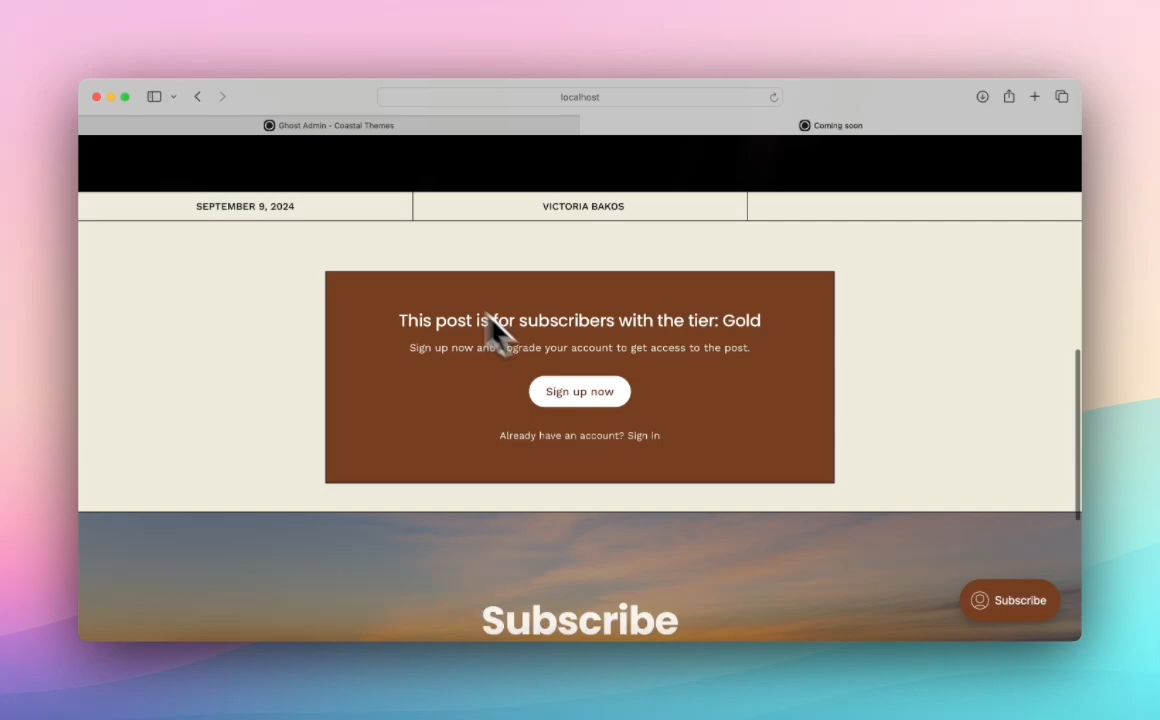 localhost
Ghost Admin - Coastal Themes
Coming soon
SEPTEMBER 9, 2024
VICTORIA BAKOS
This post is for subscribers with the tier: Gold
Sign up now and upgrade your account to get access to the post.
Sign up now
Already have an account? Sign in
Subscribe
Subscribe